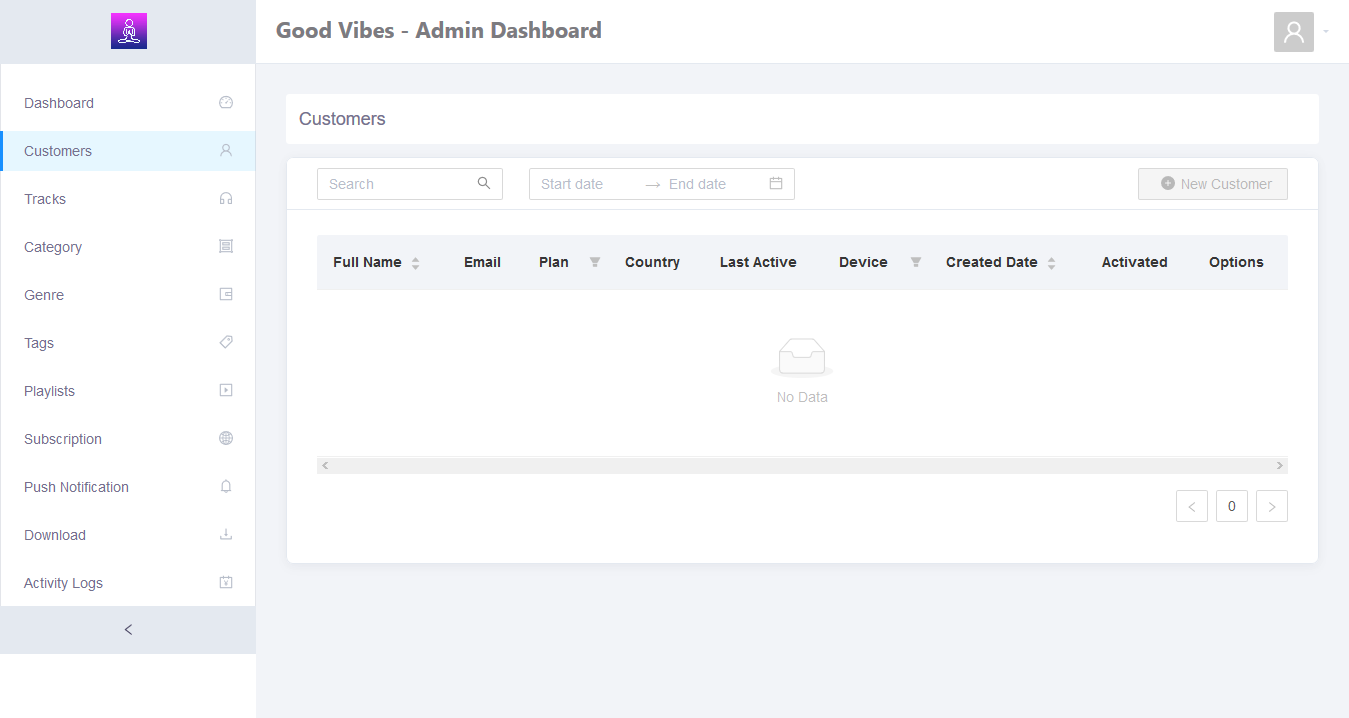 Good Vibes - Admin Dashboard
Dashboard
Customers
Tracks
Category
Genre
Tags
Playlists
Subscription
Push Notification
Download
Activity Logs
Customers
Search
Start date
End date
New Customer
Full Name Email Plan Country Last Active Device Created Date Activated Options
No Data
0